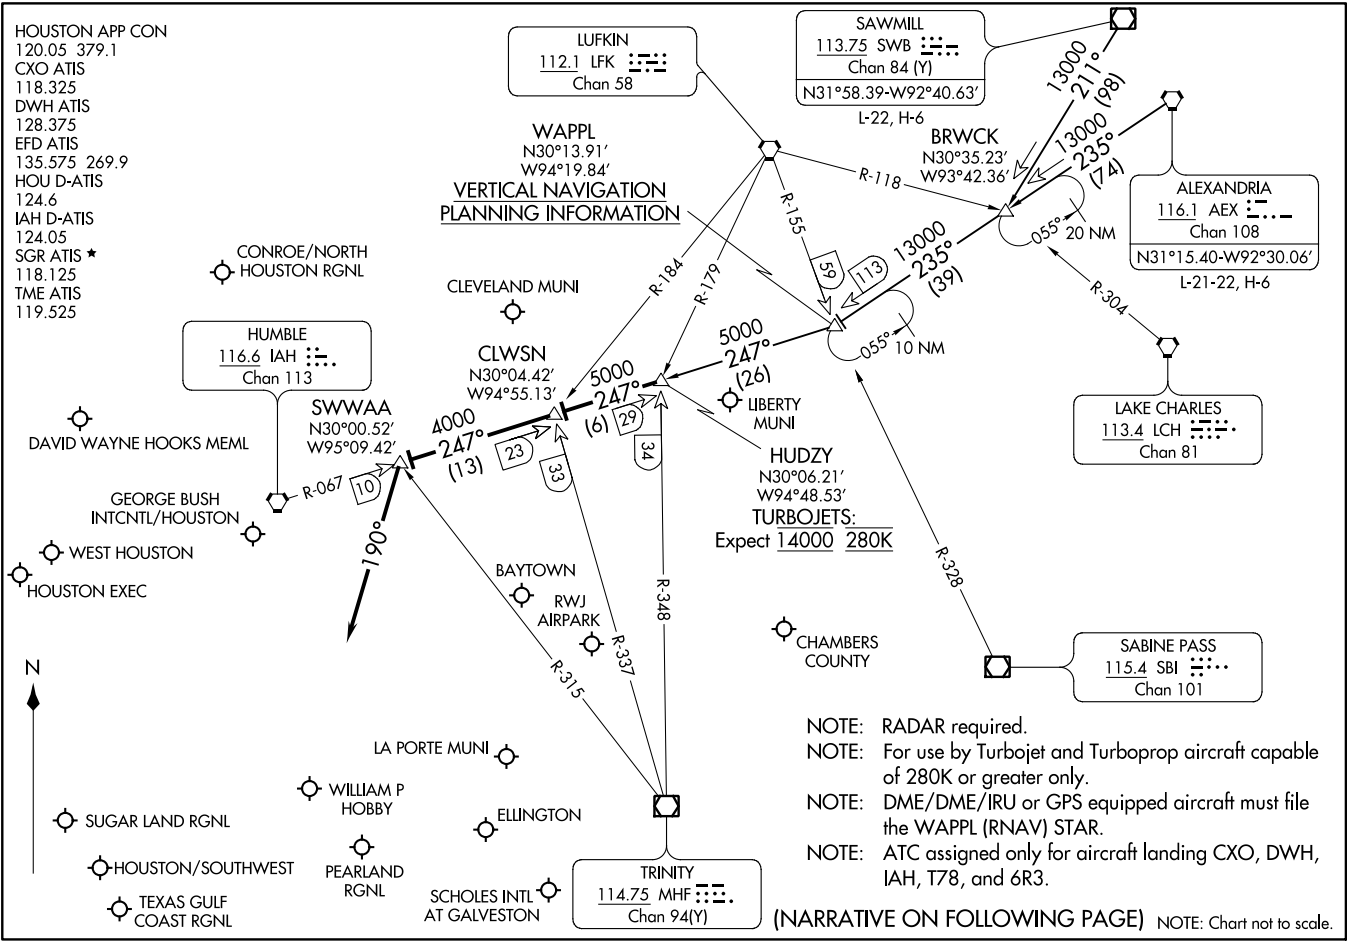 HOUSTON APP CON
120.05 379.1
CXO ATIS
118.325
DWH ATIS
128.375
EFD ATIS
135.575 269.9
HOU D-ATIS
124.6
IAH D-ATIS
124.05
SGR ATIS ★
118.125
TME ATIS
119.525
LUFKIN
112.1 LFK
Chan 58
SAWMILL
113.75 SWB
Chan 84 (Y)
N31°58.39-W92°40.63′
L-22, H-6
13000
211°
(98)
13000
235°
(74)
BRWCK
N30°35.23′
W93°42.36′
ALEXANDRIA
116.1 AEX
Chan 108
N31°15.40-W92°30.06′
L-21-22, H-6
WAPPL
N30°13.91′
W94°19.84′
VERTICAL NAVIGATION
PLANNING INFORMATION
R-118
R-155
R-184
R-179
59
113
13000
235°
(39)
055°
20 NM
055°
10 NM
R-304
LAKE CHARLES
113.4 LCH
Chan 81
CONROE/NORTH
HOUSTON RGNL
CLEVELAND MUNI
HUMBLE
116.6 IAH
Chan 113
CLWSN
N30°04.42′
W94°55.13′
5000
247°
(26)
5000
247°
(6)
29
34
LIBERTY
MUNI
SWWAA
N30°00.52′
W95°09.42′
4000
247°
(13)
23
33
DAVID WAYNE HOOKS MEML
R-067
10
HUDZY
N30°06.21′
W94°48.53′
TURBOJETS:
Expect 14000 280K
GEORGE BUSH
INTCNTL/HOUSTON
WEST HOUSTON
HOUSTON EXEC
190°
BAYTOWN
RWJ
AIRPARK
R-315
R-337
R-348
R-328
CHAMBERS
COUNTY
SABINE PASS
115.4 SBI
Chan 101
N
LA PORTE MUNI
WILLIAM P
HOBBY
ELLINGTON
SUGAR LAND RGNL
HOUSTON/SOUTHWEST
PEARLAND
RGNL
TEXAS GULF
COAST RGNL
SCHOLES INTL
AT GALVESTON
TRINITY
114.75 MHF
Chan 94(Y)
NOTE: RADAR required.
NOTE: For use by Turbojet and Turboprop aircraft capable
of 280K or greater only.
NOTE: DME/DME/IRU or GPS equipped aircraft must file
the WAPPL (RNAV) STAR.
NOTE: ATC assigned only for aircraft landing CXO, DWH,
IAH, T78, and 6R3.
(NARRATIVE ON FOLLOWING PAGE)
NOTE: Chart not to scale.